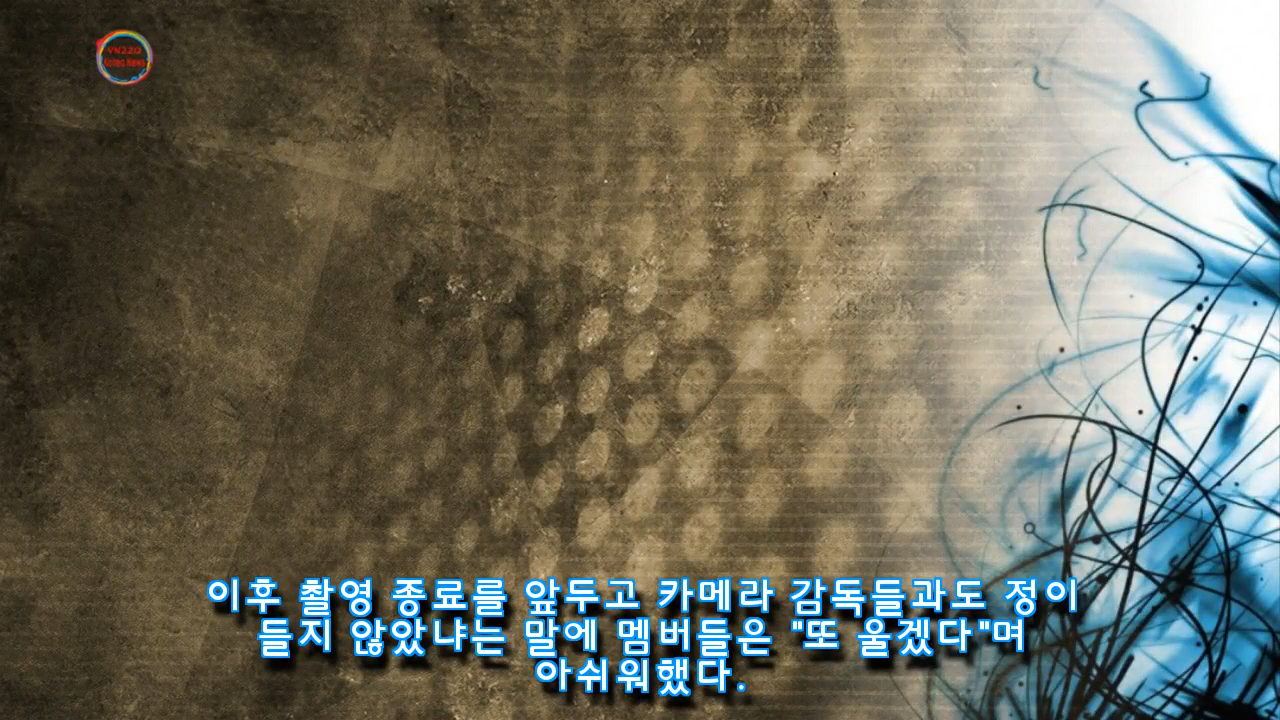 VN22Q
이후 촬영 종료를 앞두고 카메라 감독들과도 정이
들지 않았냐는 말에 멤버들은 "또 울겠다"며
아쉬워했다.